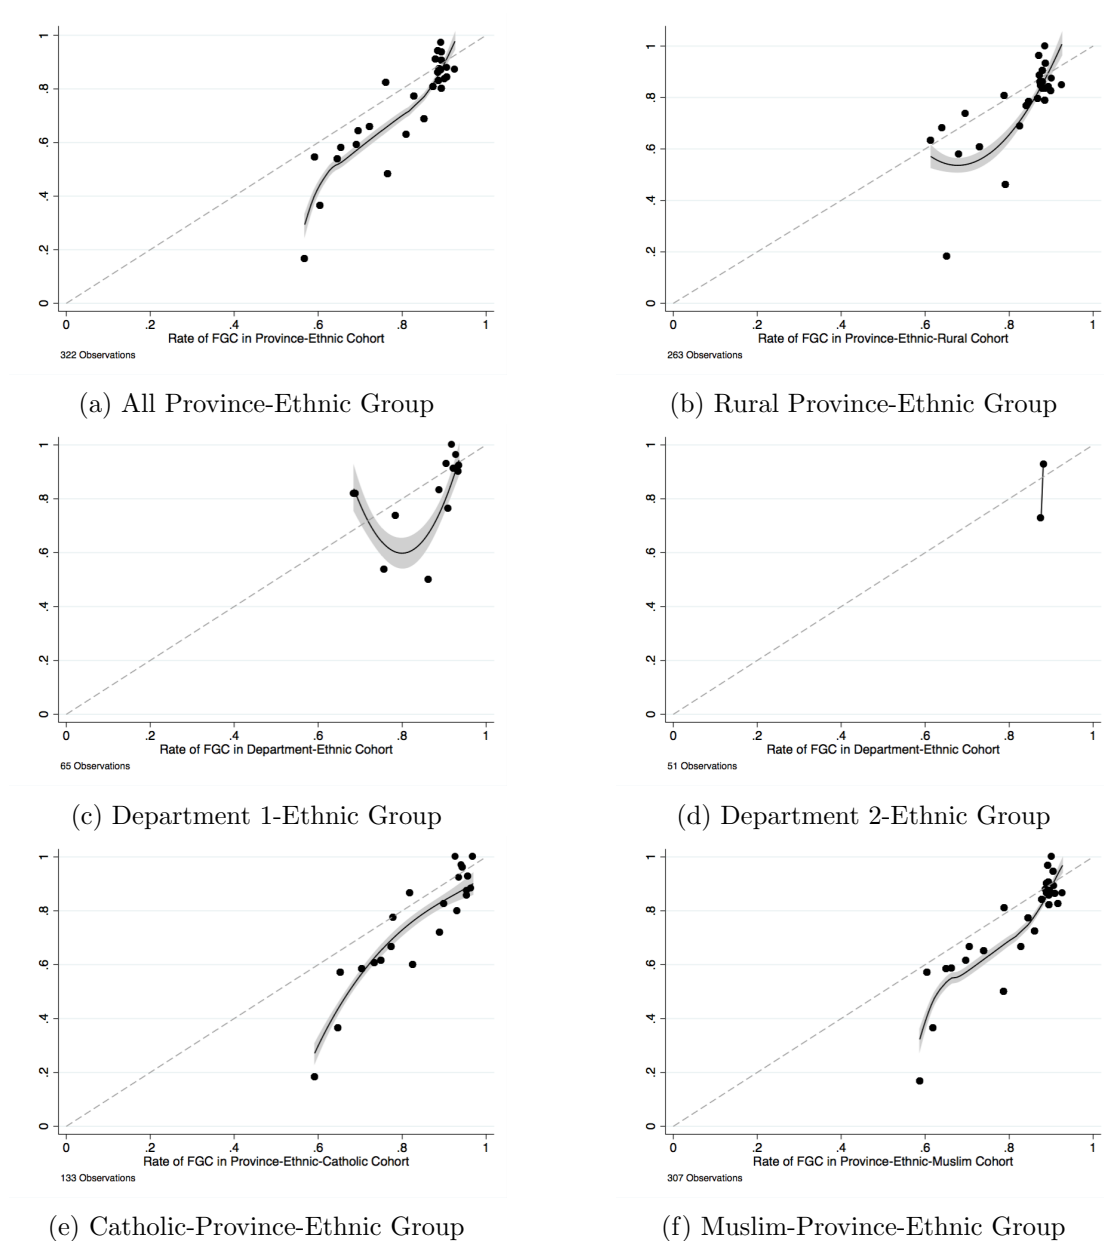 0 .2 .4 .6 .8 1
0 .2 .4 .6 .8 1
Rate of FGC in Province-Ethnic Cohort
322 Observations
(a) All Province-Ethnic Group
0 .2 .4 .6 .8 1
0 .2 .4 .6 .8 1
Rate of FGC in Province-Ethnic-Rural Cohort
263 Observations
(b) Rural Province-Ethnic Group
0 .2 .4 .6 .8 1
0 .2 .4 .6 .8 1
Rate of FGC in Department-Ethnic Cohort
65 Observations
(c) Department 1-Ethnic Group
0 .2 .4 .6 .8 1
0 .2 .4 .6 .8 1
Rate of FGC in Department-Ethnic Cohort
51 Observations
(d) Department 2-Ethnic Group
0 .2 .4 .6 .8 1
0 .2 .4 .6 .8 1
Rate of FGC in Province-Ethnic-Catholic Cohort
133 Observations
(e) Catholic-Province-Ethnic Group
0 .2 .4 .6 .8 1
0 .2 .4 .6 .8 1
Rate of FGC in Province-Ethnic-Muslim Cohort
307 Observations
(f) Muslim-Province-Ethnic Group